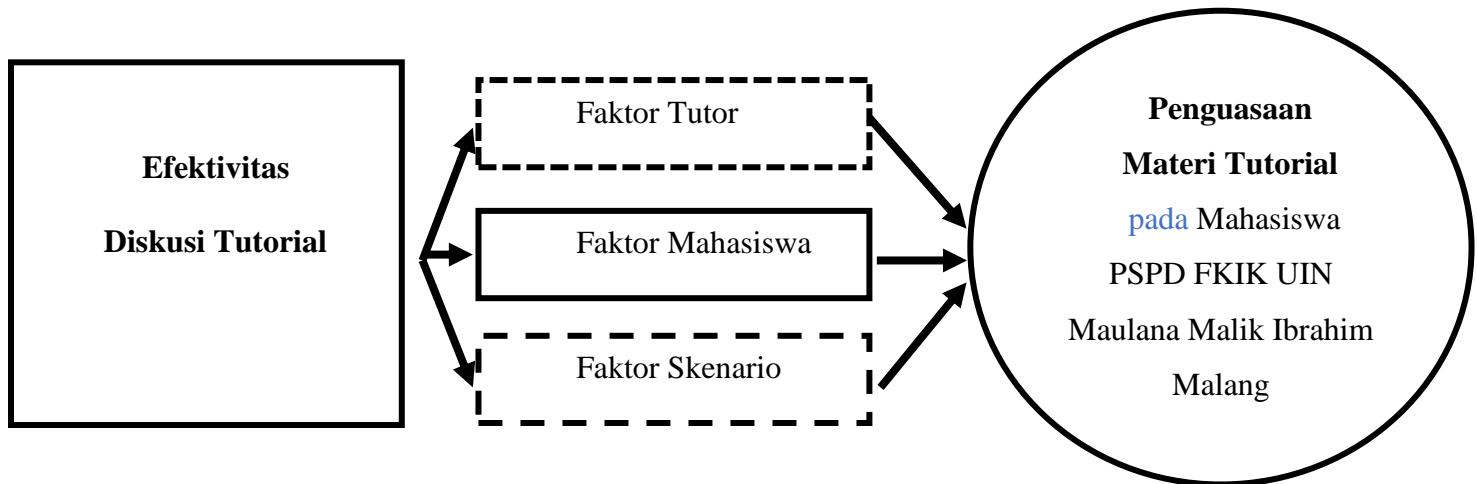 Efektivitas
Diskusi Tutorial
Faktor Tutor
Faktor Mahasiswa
Faktor Skenario
Penguasaan
Materi Tutorial
pada Mahasiswa
PSPD FKIK UIN
Maulana Malik Ibrahim
Malang